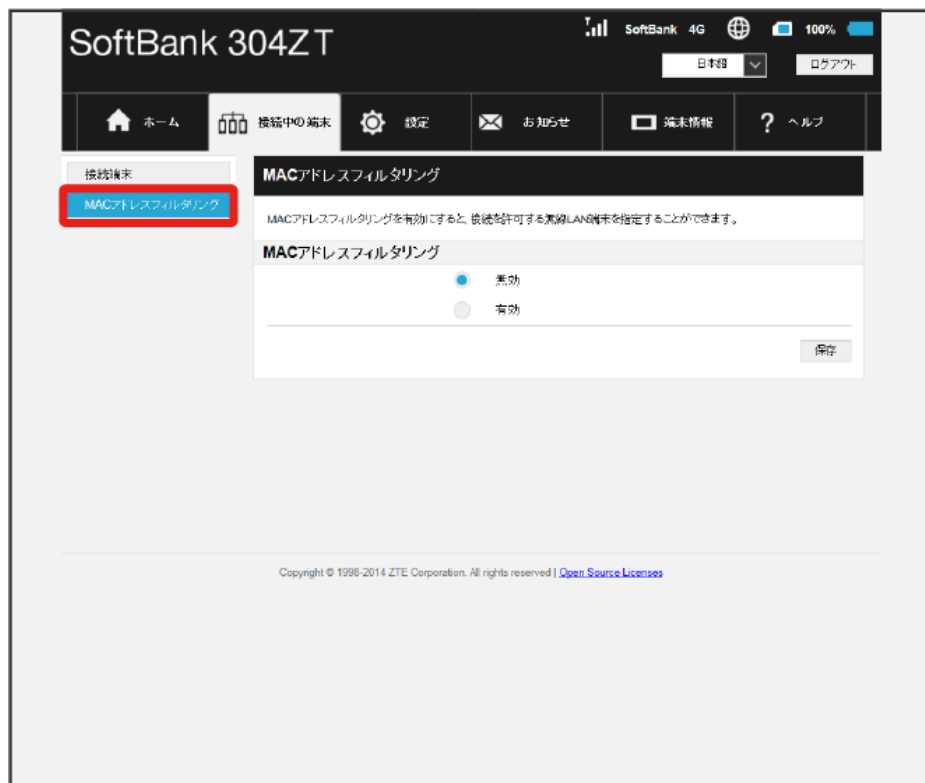 SoftBank 304ZT
SoftBank 4G 100%
日本語 ログアウト
ホーム 接続中の端末 設定 お知らせ 端末情報 ? ヘルプ
接続端末
MACアドレスフィルタリング
MACアドレスフィルタリング
MACアドレスフィルタリングを有効にすると、接続を許可する無線LAN端末を指定することができます。
MACアドレスフィルタリング
無効
有効
保存
Copyright © 1998-2014 ZTE Corporation. All rights reserved | Open Source Licenses